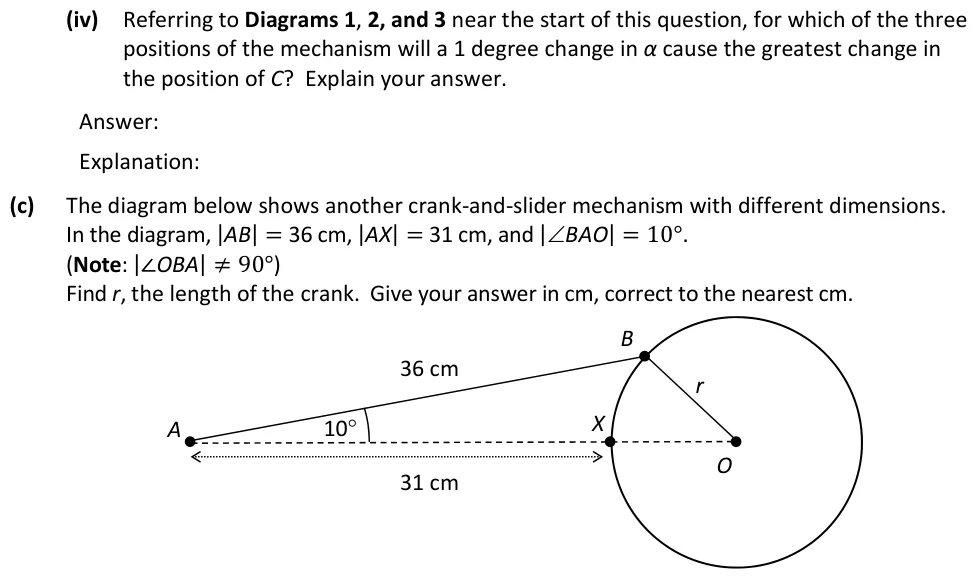 (iv) Referring to Diagrams 1, 2, and 3 near the start of this question, for which of the three
positions of the mechanism will a 1 degree change in α cause the greatest change in
the position of C? Explain your answer.
Answer:
Explanation:
(c) The diagram below shows another crank-and-slider mechanism with different dimensions.
In the diagram, |AB| = 36 cm, |AX| = 31 cm, and |∠BAO| = 10°.
(Note: |∠OBA| ≠ 90°)
Find r, the length of the crank. Give your answer in cm, correct to the nearest cm.
B
36 cm
r
A
10°
X
O
31 cm